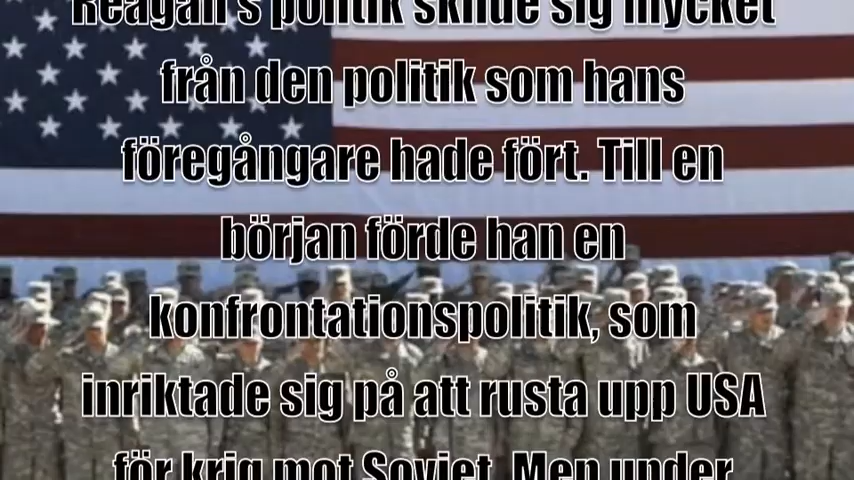 Reagan's politik skilde sig mycket
från den politik som hans
föregångare hade fört. Till en
början förde han en
konfrontationspolitik, som
inriktade sig på att rusta upp USA
för krig mot Sovjet. Men under